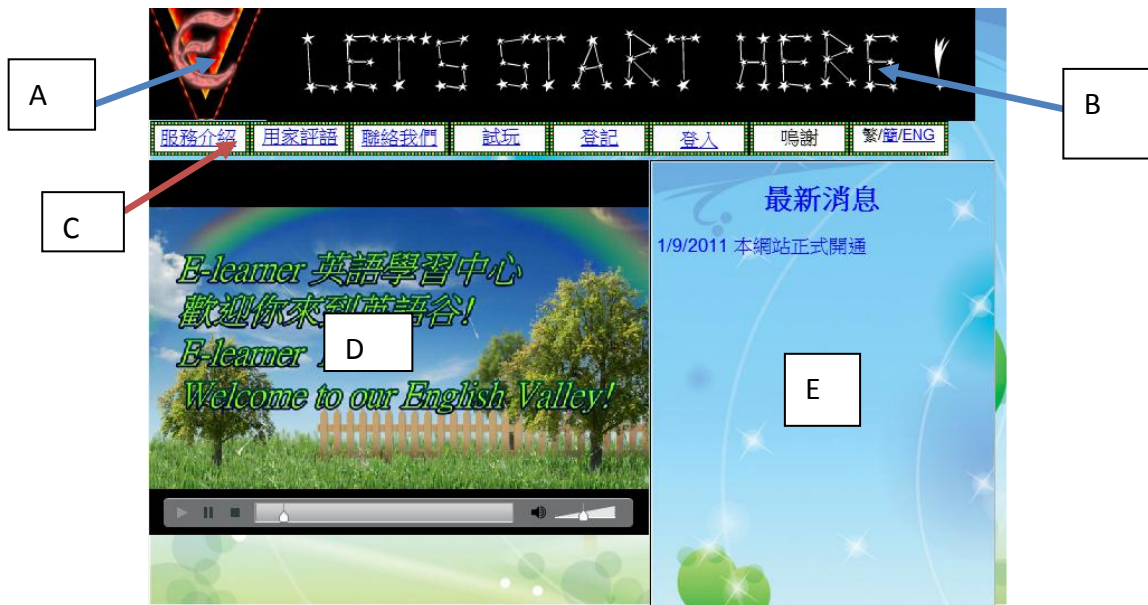 E
LET'S START HERE !
A
B
服務介紹 用家評語 聯絡我們 試玩 登記 登入 嗚謝 繁/簡/ENG
C
E-learner 英語學習中心
歡迎你來到英語谷!
E-learner
Welcome to our English Valley!
D
最新消息
1/9/2011 本網站正式開通
E